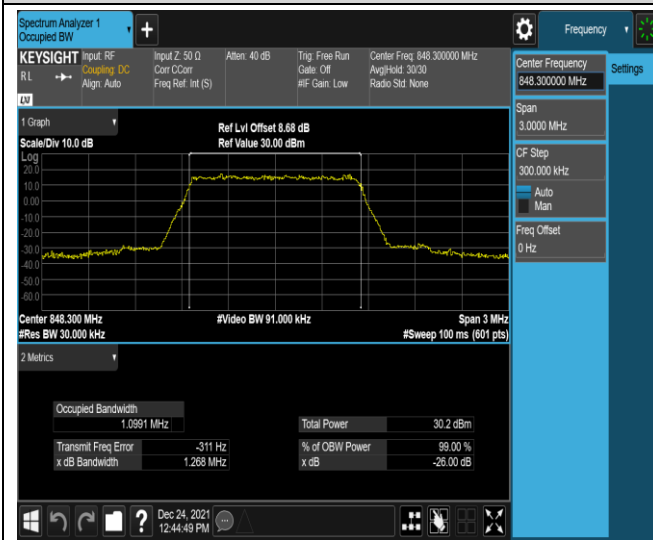 Spectrum Analyzer 1
Occupied BW
+
Frequency
KEYSIGHT Input: RF
Coupling: DC
Align: Auto
R L
LXI
Input Z: 50 Ω
Corr CCorr
Freq Ref: Int (S)
Atten: 40 dB
Trig: Free Run
Gate: Off
#IF Gain: Low
Center Freq: 848.300000 MHz
Avg|Hold: 30/30
Radio Std: None
Center Frequency
848.300000 MHz
Settings
Span
3.0000 MHz
CF Step
300.000 kHz
Auto
Man
Freq Offset
0 Hz
1 Graph
Scale/Div 10.0 dB
Ref Lvl Offset 8.68 dB
Ref Value 30.00 dBm
Log
20.0
10.0
0.00
-10.0
-20.0
-30.0
-40.0
-50.0
-60.0
Center 848.300 MHz
#Video BW 91.000 kHz
Span 3 MHz
#Res BW 30.000 kHz
#Sweep 100 ms (601 pts)
2 Metrics
Occupied Bandwidth
1.0991 MHz
Total Power 30.2 dBm
Transmit Freq Error -311 Hz
% of OBW Power 99.00 %
x dB Bandwidth 1.268 MHz
x dB -26.00 dB
?
Dec 24, 2021
12:44:49 PM